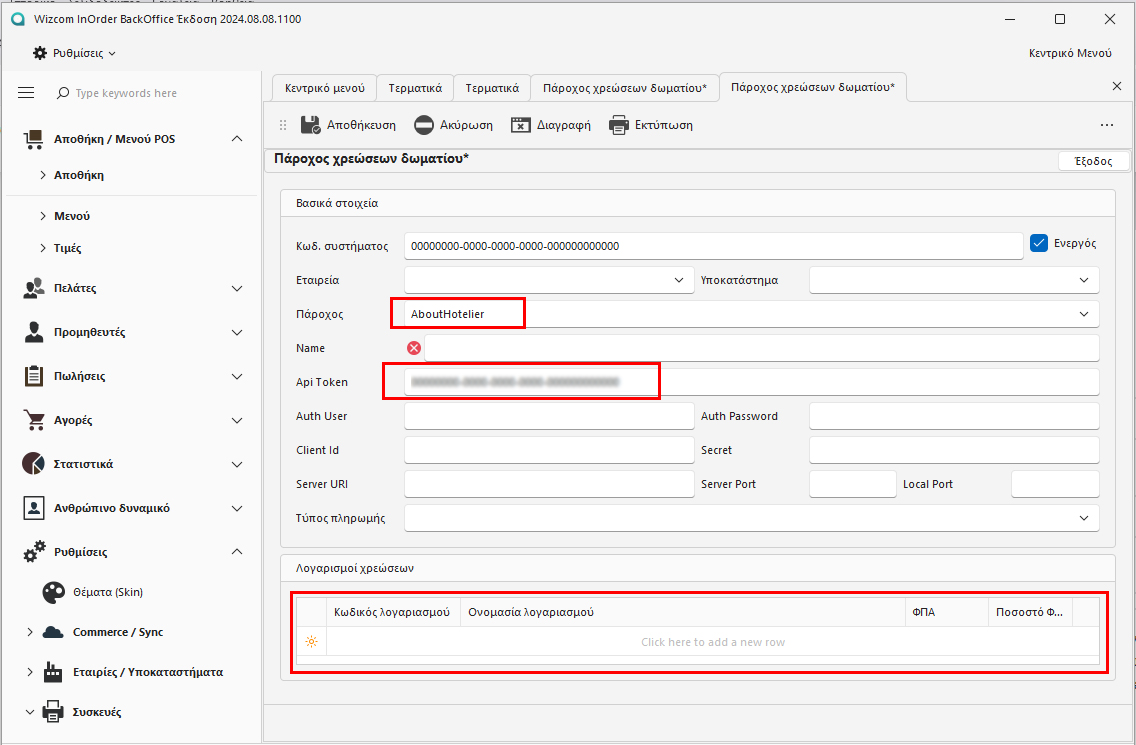 Wizcom InOrder BackOffice Έκδοση 2024.08.08.1100
Ρυθμίσεις
Κεντρικό Μενού
Type keywords here
Αποθήκη / Μενού POS
Αποθήκη
Μενού
Τιμές
Πελάτες
Προμηθευτές
Πωλήσεις
Αγορές
Στατιστικά
Ανθρώπινο δυναμικό
Ρυθμίσεις
Θέματα (Skin)
Commerce / Sync
Εταιρίες / Υποκαταστήματα
Συσκευές
Κεντρικό μενού
Τερματικά
Τερματικά
Πάροχος χρεώσεων δωματίου*
Πάροχος χρεώσεων δωματίου*
Αποθήκευση
Ακύρωση
Διαγραφή
Εκτύπωση
Πάροχος χρεώσεων δωματίου*
Έξοδος
Βασικά στοιχεία
Κωδ. συστήματος 00000000-0000-0000-0000-000000000000 Ενεργός
Εταιρεία Υποκατάστημα
Πάροχος AboutHotelier
Name
Api Token
Auth User Auth Password
Client Id Secret
Server URI Server Port Local Port
Τύπος πληρωμής
Λογαρισμοί χρεώσεων
Κωδικός λογαριασμού Ονομασία λογαριασμού ΦΠΑ Ποσοστό Φ...
Click here to add a new row